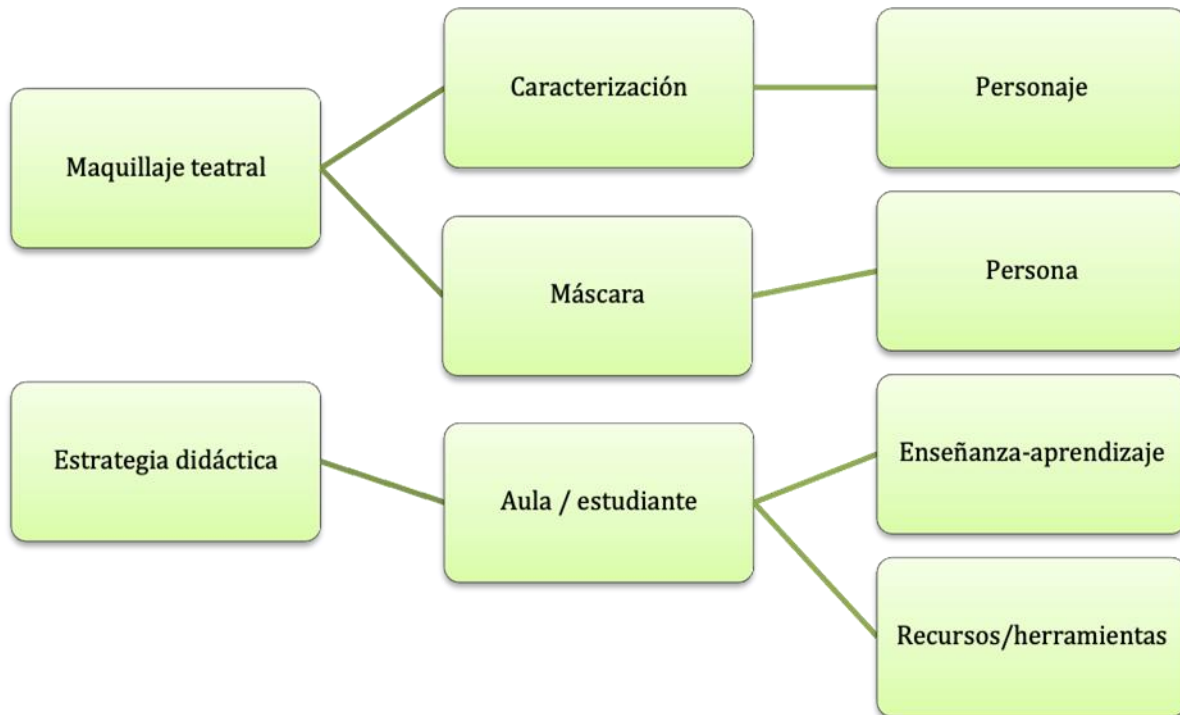 Maquillaje teatral
Caracterización
Personaje
Máscara
Persona
Estrategia didáctica
Aula / estudiante
Enseñanza-aprendizaje
Recursos/herramientas